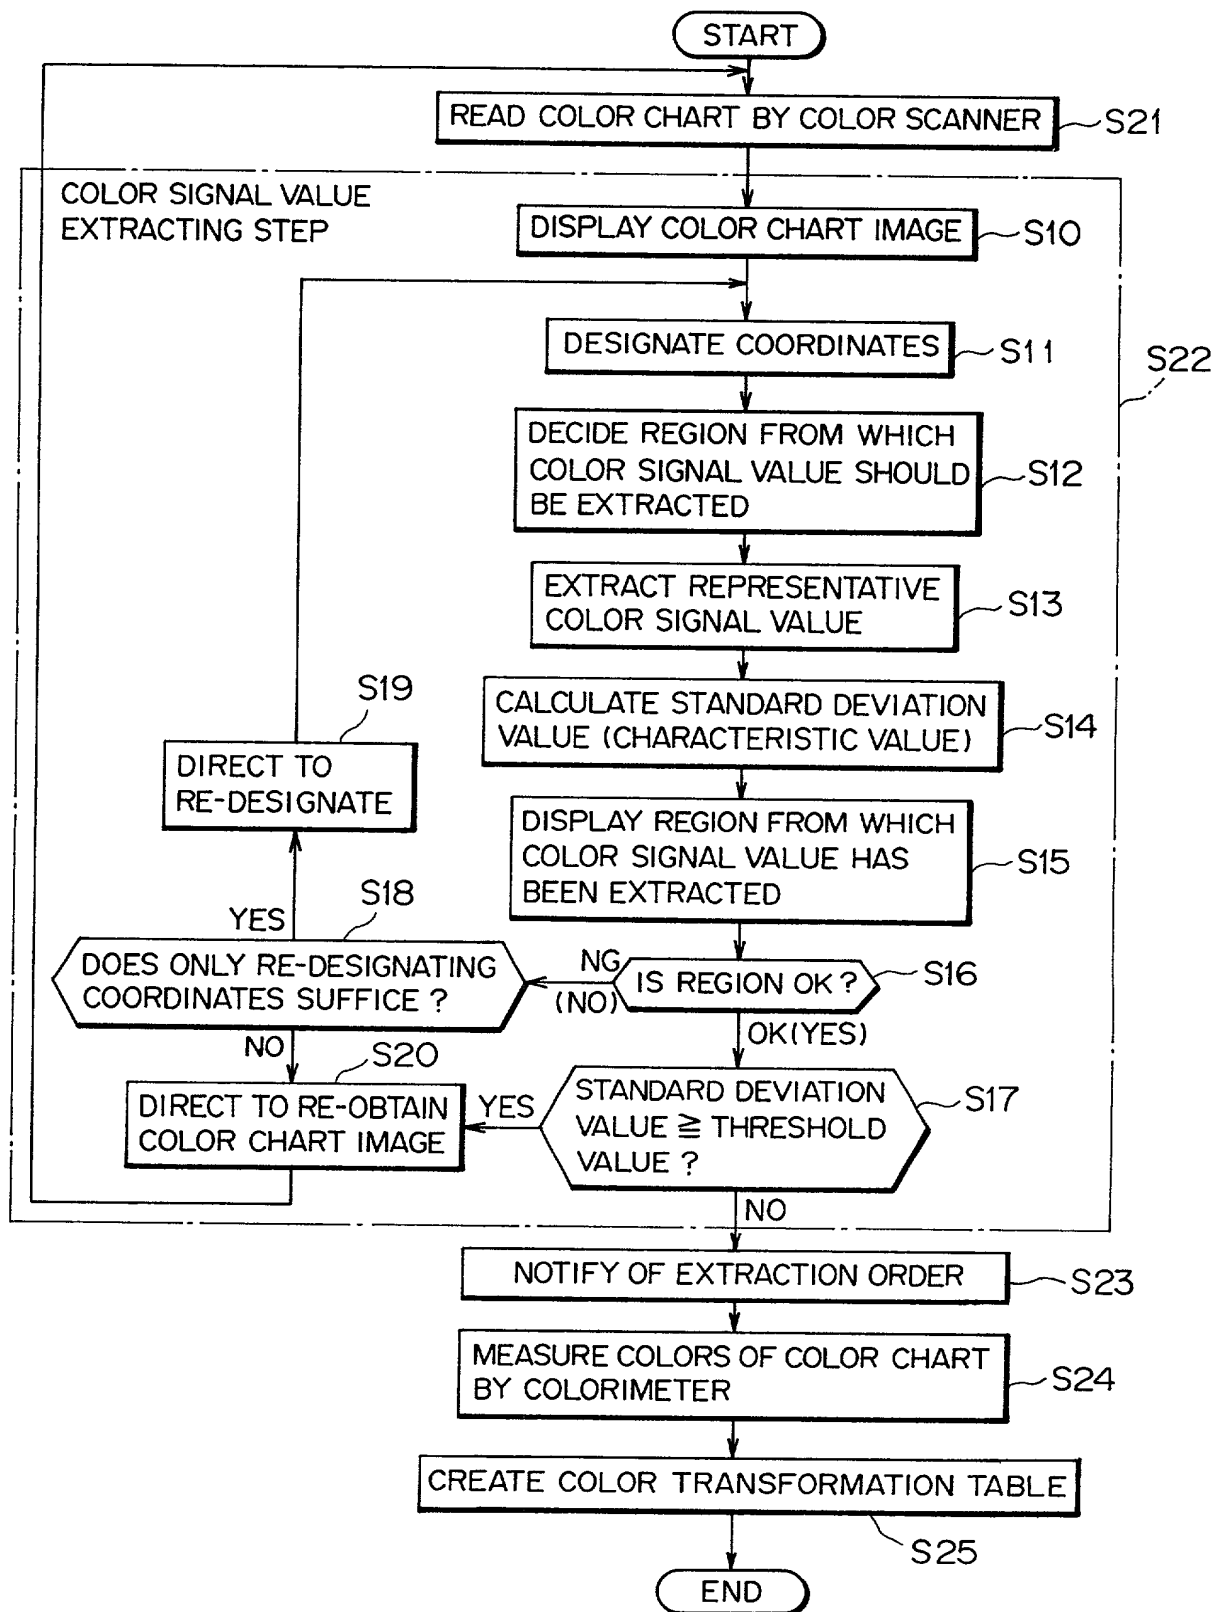 START
READ COLOR CHART BY COLOR SCANNER
S21
COLOR SIGNAL VALUE
EXTRACTING STEP
DISPLAY COLOR CHART IMAGE
S10
DESIGNATE COORDINATES
S11
S22
DECIDE REGION FROM WHICH
COLOR SIGNAL VALUE SHOULD
BE EXTRACTED
S12
EXTRACT REPRESENTATIVE
COLOR SIGNAL VALUE
S13
CALCULATE STANDARD DEVIATION
VALUE (CHARACTERISTIC VALUE)
S14
S19
DIRECT TO
RE-DESIGNATE
DISPLAY REGION FROM WHICH
COLOR SIGNAL VALUE HAS
BEEN EXTRACTED
S15
YES
S18
DOES ONLY RE-DESIGNATING
COORDINATES SUFFICE ?
NG
(NO)
IS REGION OK ?
S16
NO
OK(YES)
S20
DIRECT TO RE-OBTAIN
COLOR CHART IMAGE
YES
STANDARD DEVIATION
VALUE ≧ THRESHOLD
VALUE ?
S17
NO
NOTIFY OF EXTRACTION ORDER
S23
MEASURE COLORS OF COLOR CHART
BY COLORIMETER
S24
CREATE COLOR TRANSFORMATION TABLE
S25
END